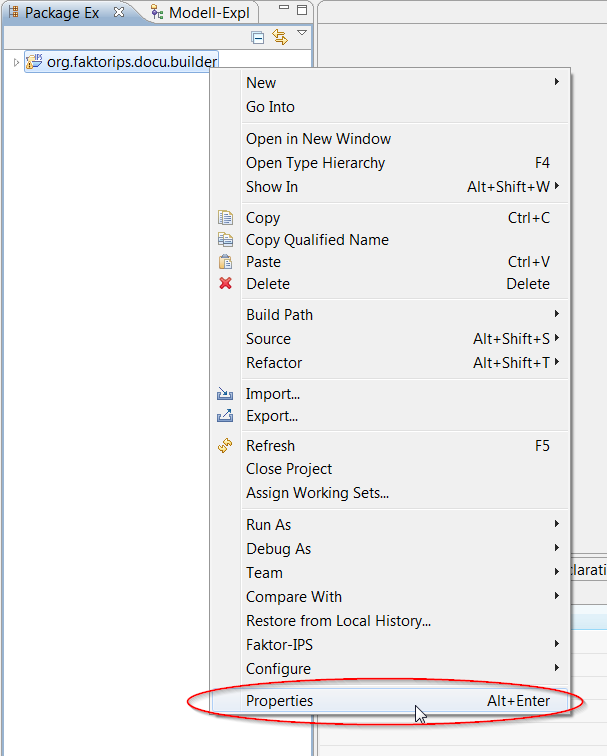 Package Ex Modell-Expl
IPS org.faktorips.docu.builder
New
Go Into
Open in New Window
Open Type Hierarchy F4
Show In Alt+Shift+W
Copy Ctrl+C
Copy Qualified Name
Paste Ctrl+V
Delete Delete
Build Path
Source Alt+Shift+S
Refactor Alt+Shift+T
Import...
Export...
Refresh F5
Close Project
Assign Working Sets...
Run As
Debug As
Team
clarati
Compare With
Restore from Local History...
Faktor-IPS
Configure
Properties Alt+Enter